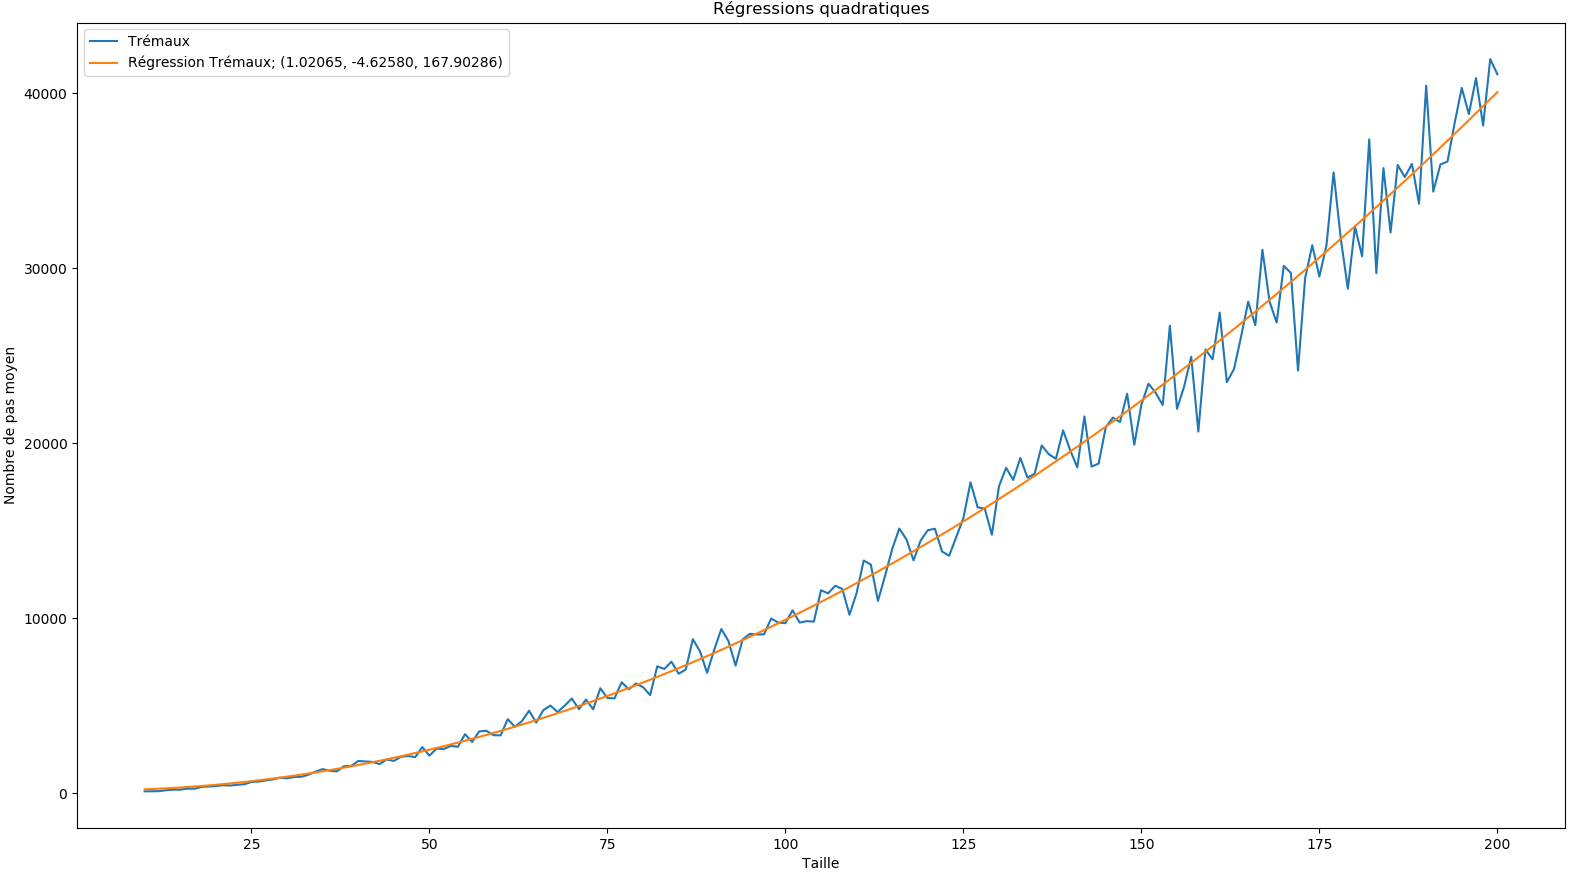 Régressions quadratiques
Trémaux
Régression Trémaux; (1.02065, -4.62580, 167.90286)
Nombre de pas moyen
40000
30000
20000
10000
0
25
50
75
100
125
150
175
200
Taille